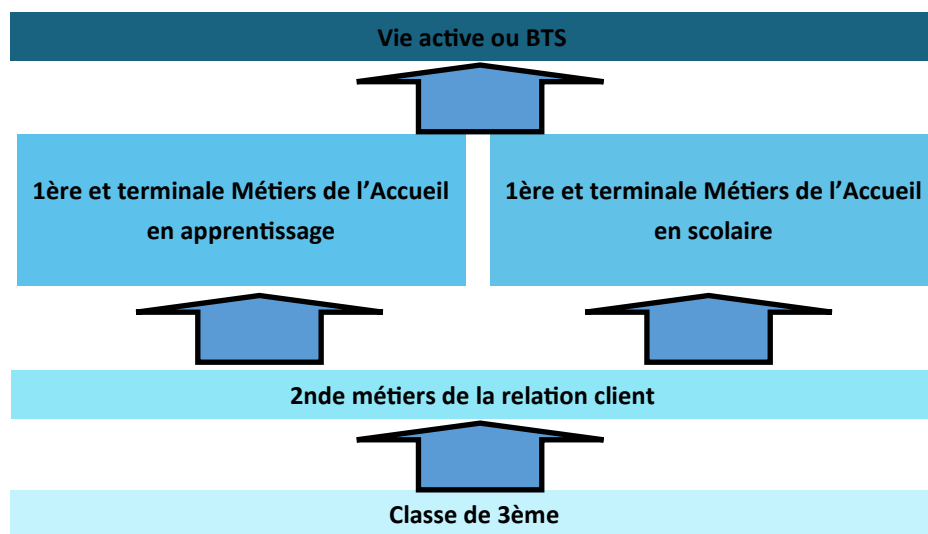 Vie active ou BTS
1ère et terminale Métiers de l’Accueil
en apprentissage
1ère et terminale Métiers de l’Accueil
en scolaire
2nde métiers de la relation client
Classe de 3ème